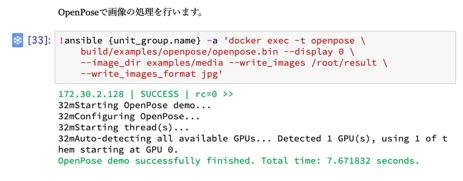 OpenPoseで画像の処理を行います。
[33]: !ansible {unit_group.name} -a 'docker exec -t openpose \
build/examples/openpose/openpose.bin --display 0 \
--image_dir examples/media --write_images /root/result \
--write_images_format jpg'
172.30.2.128 | SUCCESS | rc=0 >>
32mStarting OpenPose demo...
32mConfiguring OpenPose...
32mStarting thread(s)...
32mAuto-detecting all available GPUs... Detected 1 GPU(s), using 1 of t
hem starting at GPU 0.
OpenPose demo successfully finished. Total time: 7.671832 seconds.